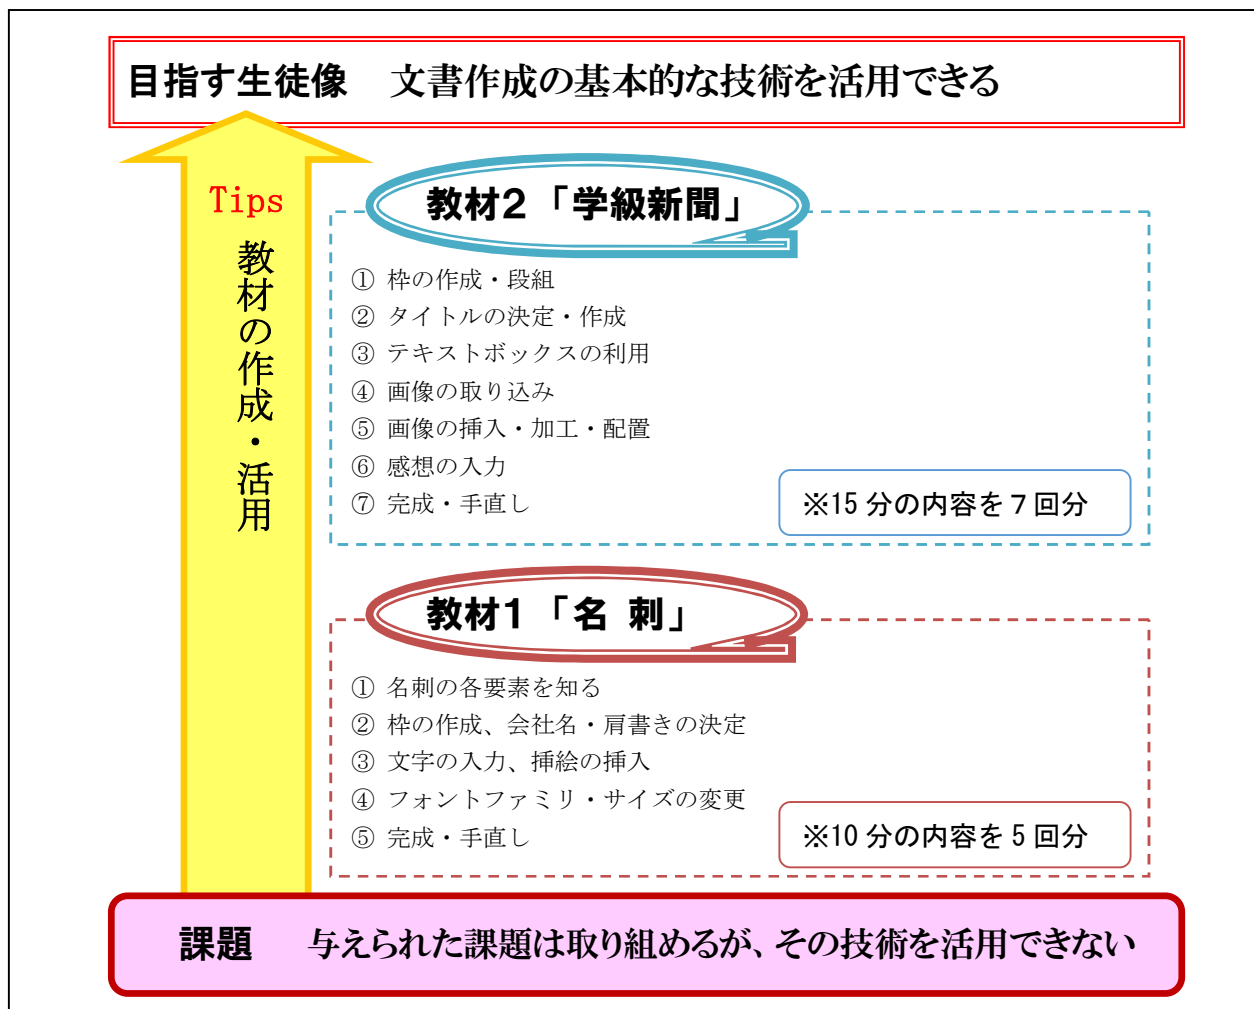 目指す生徒像　文書作成の基本的な技術を活用できる
Tips
教材の作成・活用
教材2「学級新聞」
① 枠の作成・段組
② タイトルの決定・作成
③ テキストボックスの利用
④ 画像の取り込み
⑤ 画像の挿入・加工・配置
⑥ 感想の入力
⑦ 完成・手直し
※15 分の内容を７回分
教材1「名 刺」
① 名刺の各要素を知る
② 枠の作成、会社名・肩書きの決定
③ 文字の入力、挿絵の挿入
④ フォントファミリ・サイズの変更
⑤ 完成・手直し
※10 分の内容を 5 回分
課題　与えられた課題は取り組めるが、その技術を活用できない